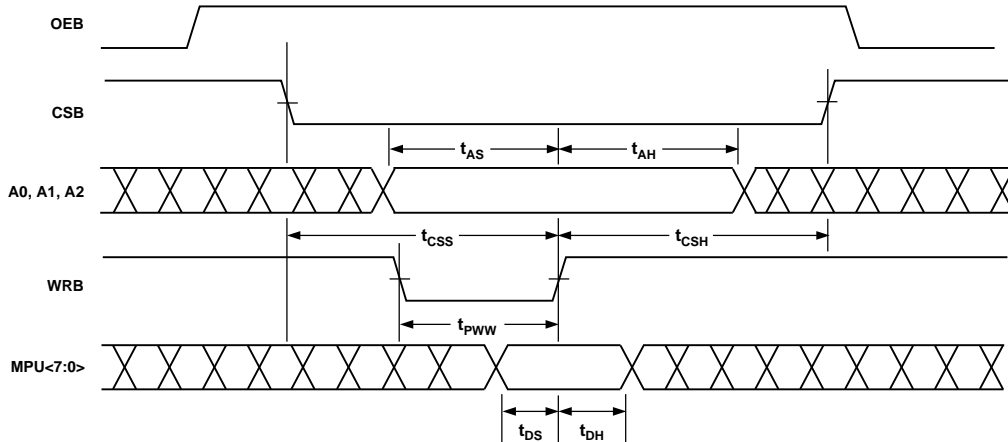 OEB
CSB
tAS tAH
A0, A1, A2
tCSS tCSH
WRB
tPWW
MPU<7:0>
tDS tDH